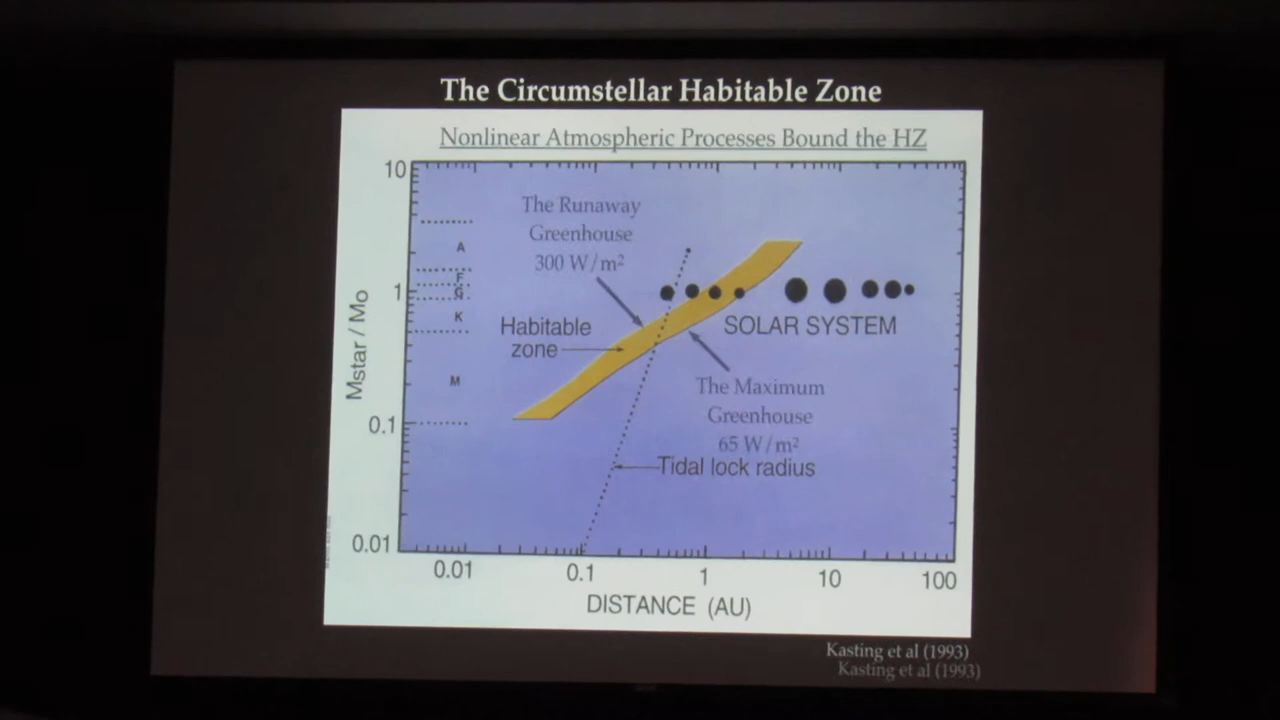 The Circumstellar Habitable Zone
Nonlinear Atmospheric Processes Bound the HZ
10
1
0.1
0.01
Mstar / Mo
A
F
G
K
M
The Runaway
Greenhouse
300 W/m²
Habitable
zone
SOLAR SYSTEM
The Maximum
Greenhouse
65 W/m²
Tidal lock radius
0.01
0.1
1
10
100
DISTANCE (AU)
Kasting et al (1993)
Kasting et al (1993)